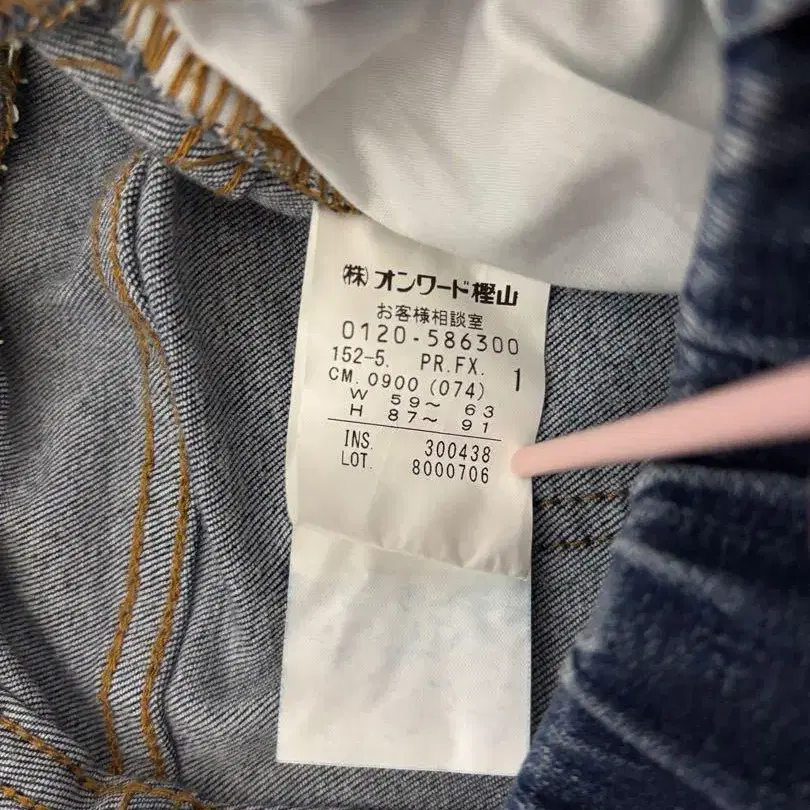 (株)オンワード樫山
お客様相談室
0120-586300
152-5. PR.FX. 1
CM. 0900 (074)
W 59～ 63
H 87～ 91
INS. 300438
LOT. 8000706